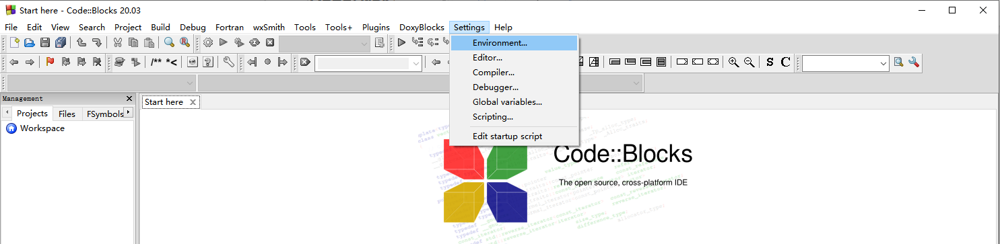 Start here - Code::Blocks 20.03
File Edit View Search Project Build Debug Fortran wxSmith Tools Tools+ Plugins DoxyBlocks Settings Help
Environment...
Editor...
/** *< S C
Compiler...
Debugger...
Global variables...
Scripting...
Edit startup script
Management
Projects Files FSymbols
Workspace
Start here
Code::Blocks
The open source, cross-platform IDE